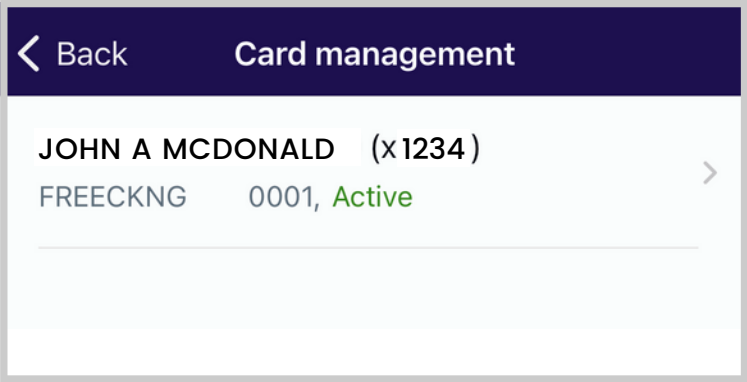 Back Card management
JOHN A MCDONALD (x1234)
FREECKNG 0001, Active